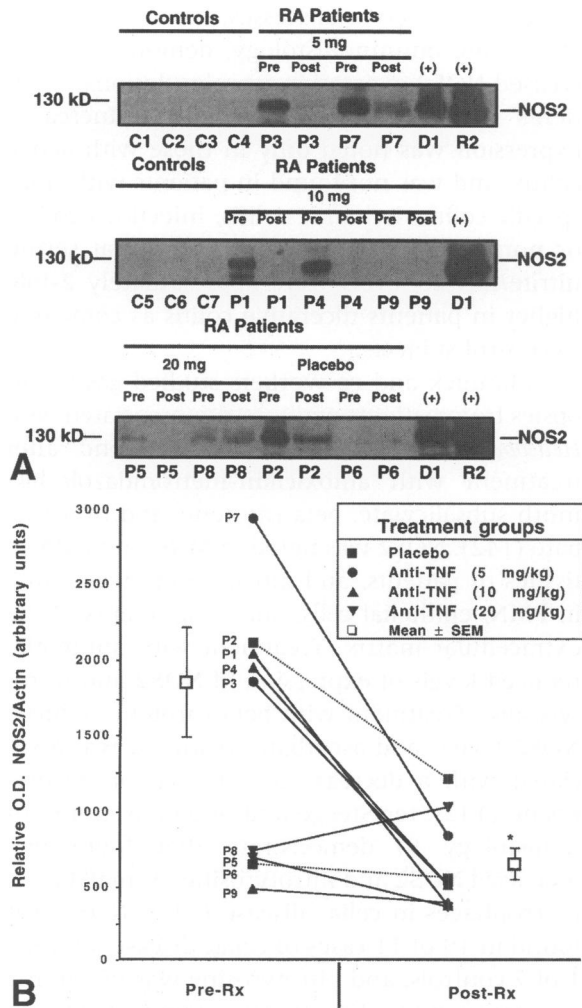 Controls RA Patients
5 mg
Pre Post Pre Post (+) (+)
130 kD NOS2
C1 C2 C3 C4 P3 P3 P7 P7 D1 R2
Controls RA Patients
10 mg
Pre Post Pre Post Pre Post (+)
130 kD NOS2
C5 C6 C7 P1 P1 P4 P4 P9 P9 D1
RA Patients
20 mg Placebo
Pre Post Pre Post Pre Post Pre Post (+) (+)
130 kD NOS2
A P5 P5 P8 P8 P2 P2 P6 P6 D1 R2
Relative O.D. NOS2/Actin (arbitrary units)
3000
2500
2000
1500
1000
500
0
P7
P2
P1
P4
P3
P8
P5
P6
P9
Treatment groups
Placebo
Anti-TNF (5 mg/kg)
Anti-TNF (10 mg/kg)
Anti-TNF (20 mg/kg)
Mean ± SEM
*
B Pre-Rx Post-Rx